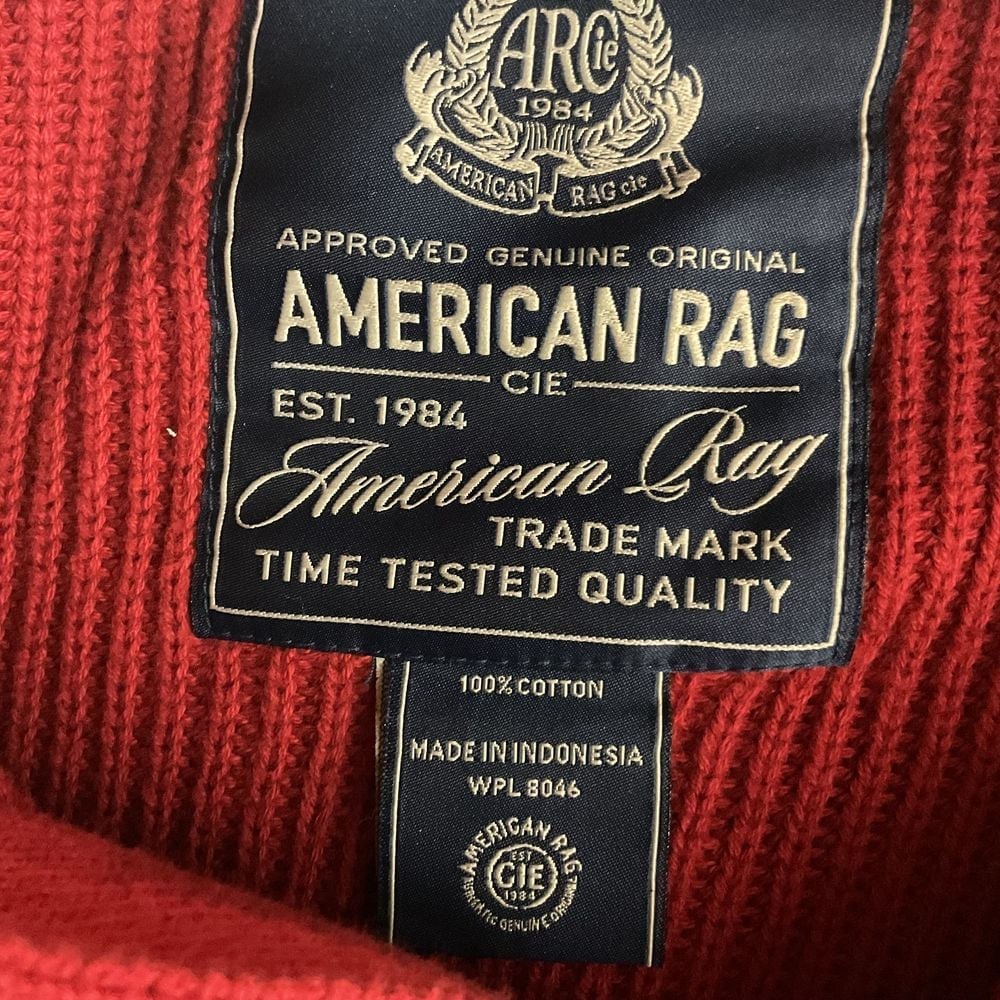 ARCie
1984
AMERICAN RAG cie
APPROVED GENUINE ORIGINAL
AMERICAN RAG
CIE
EST. 1984
American Rag
TRADE MARK
TIME TESTED QUALITY
100% COTTON
MADE IN INDONESIA
WPL 8046
AMERICAN RAG
EST
CIE
1984
AUTHENTIC GENUINE ORIGINAL